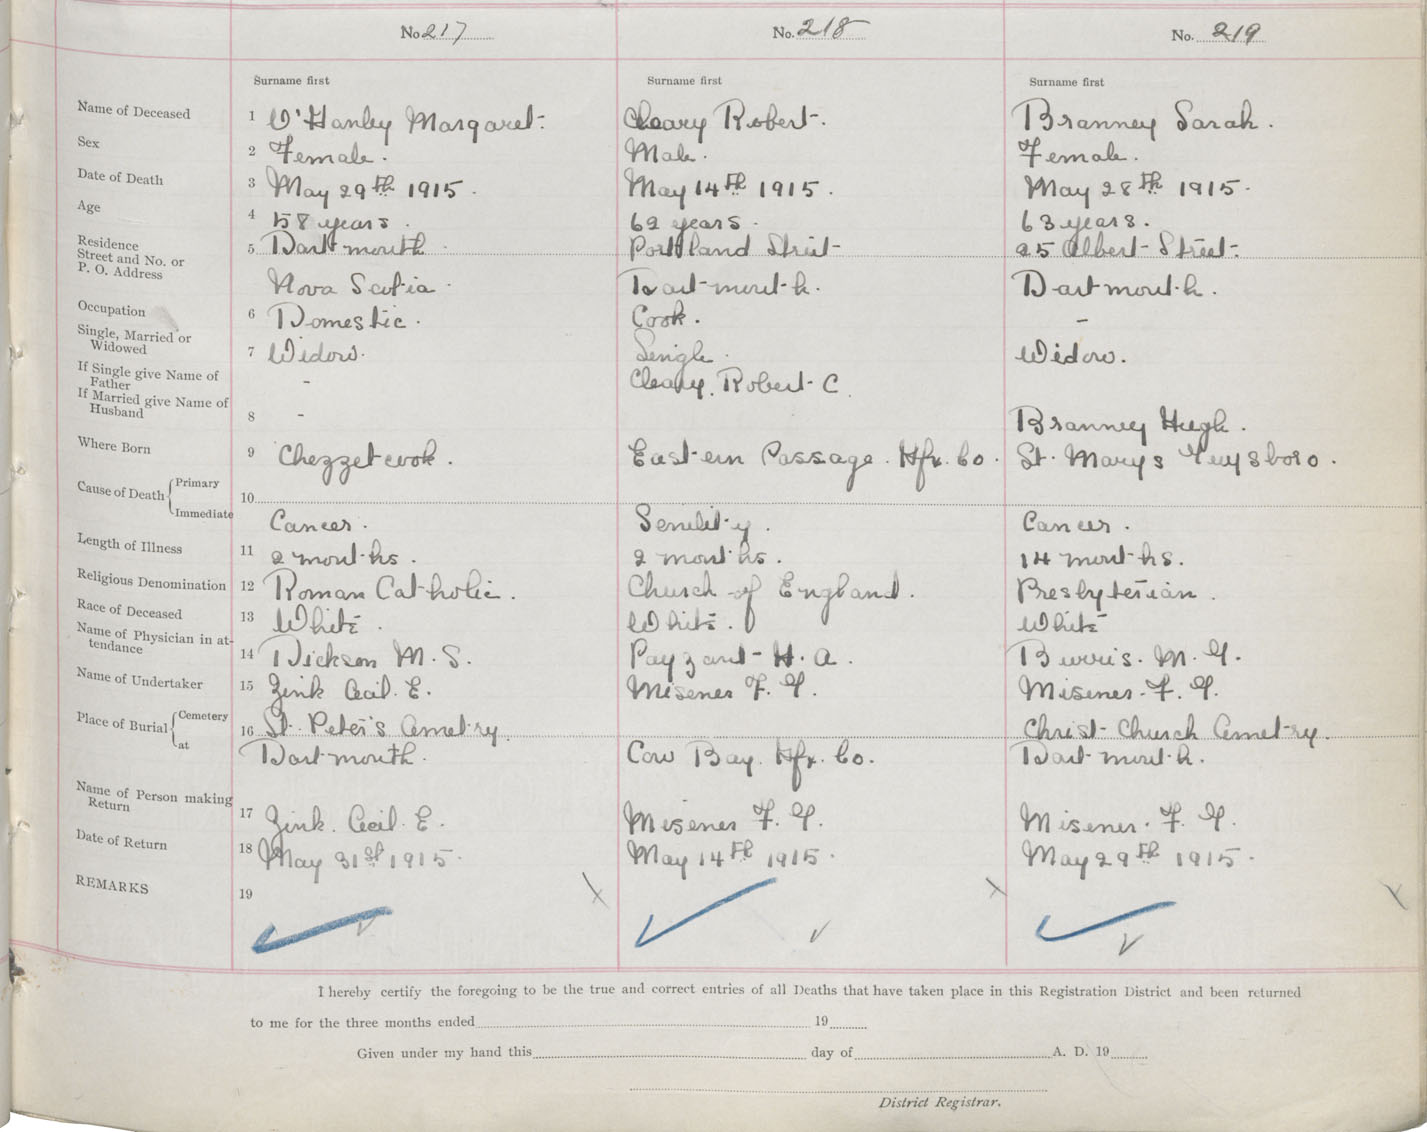 No 217 No. 218 No. 219
Surname first Surname first Surname first
Name of Deceased 1 O'Hanley Margaret. Cleary Robert. Branney Sarah.
Sex 2 Female. Male. Female.
Date of Death 3 May 29th 1915. May 14th 1915. May 28th 1915.
Age 4 58 years. 62 years. 63 years.
Residence
Street and No. or 5 Dartmouth Portland Street 25 Albert Street.
P. O. Address Nova Scotia. Dartmouth. Dartmouth.
Occupation 6 Domestic. Cook. –
Single, Married or
Widowed 7 Widow. Single. Widow.
If Single give Name of
Father - Cleary. Robert C.
If Married give Name of
Husband 8 - Branney Hugh.
Where Born 9 Chezzetcook. Eastern Passage. Hfx. Co. St. Marys Guysboro.
Cause of Death Primary
10
Immediate Cancer. Senility. Cancer.
Length of Illness 11 2 months. 2 months. 14 months.
Religious Denomination 12 Roman Catholic. Church of England. Presbyterian.
Race of Deceased 13 White. White. White
Name of Physician in at-
tendance 14 Dickson M. S. Payzant H. A. Burris. M. G.
Name of Undertaker 15 Zink Cecil. E. Misener F. G. Misener. F. G.
Place of Burial Cemetery 16 St. Peter's Cemetry. Christ Church Cemetry.
at Dartmouth. Cow Bay. Hfx. Co. Dartmouth.
Name of Person making
Return 17 Zink. Cecil. E. Misener F. G. Misener. F. G.
Date of Return 18 May 31st 1915. May 14th 1915. May 29th 1915.
REMARKS 19
I hereby certify the foregoing to be the true and correct entries of all Deaths that have taken place in this Registration District and been returned
to me for the three months ended 19
Given under my hand this day of A. D. 19
District Registrar.